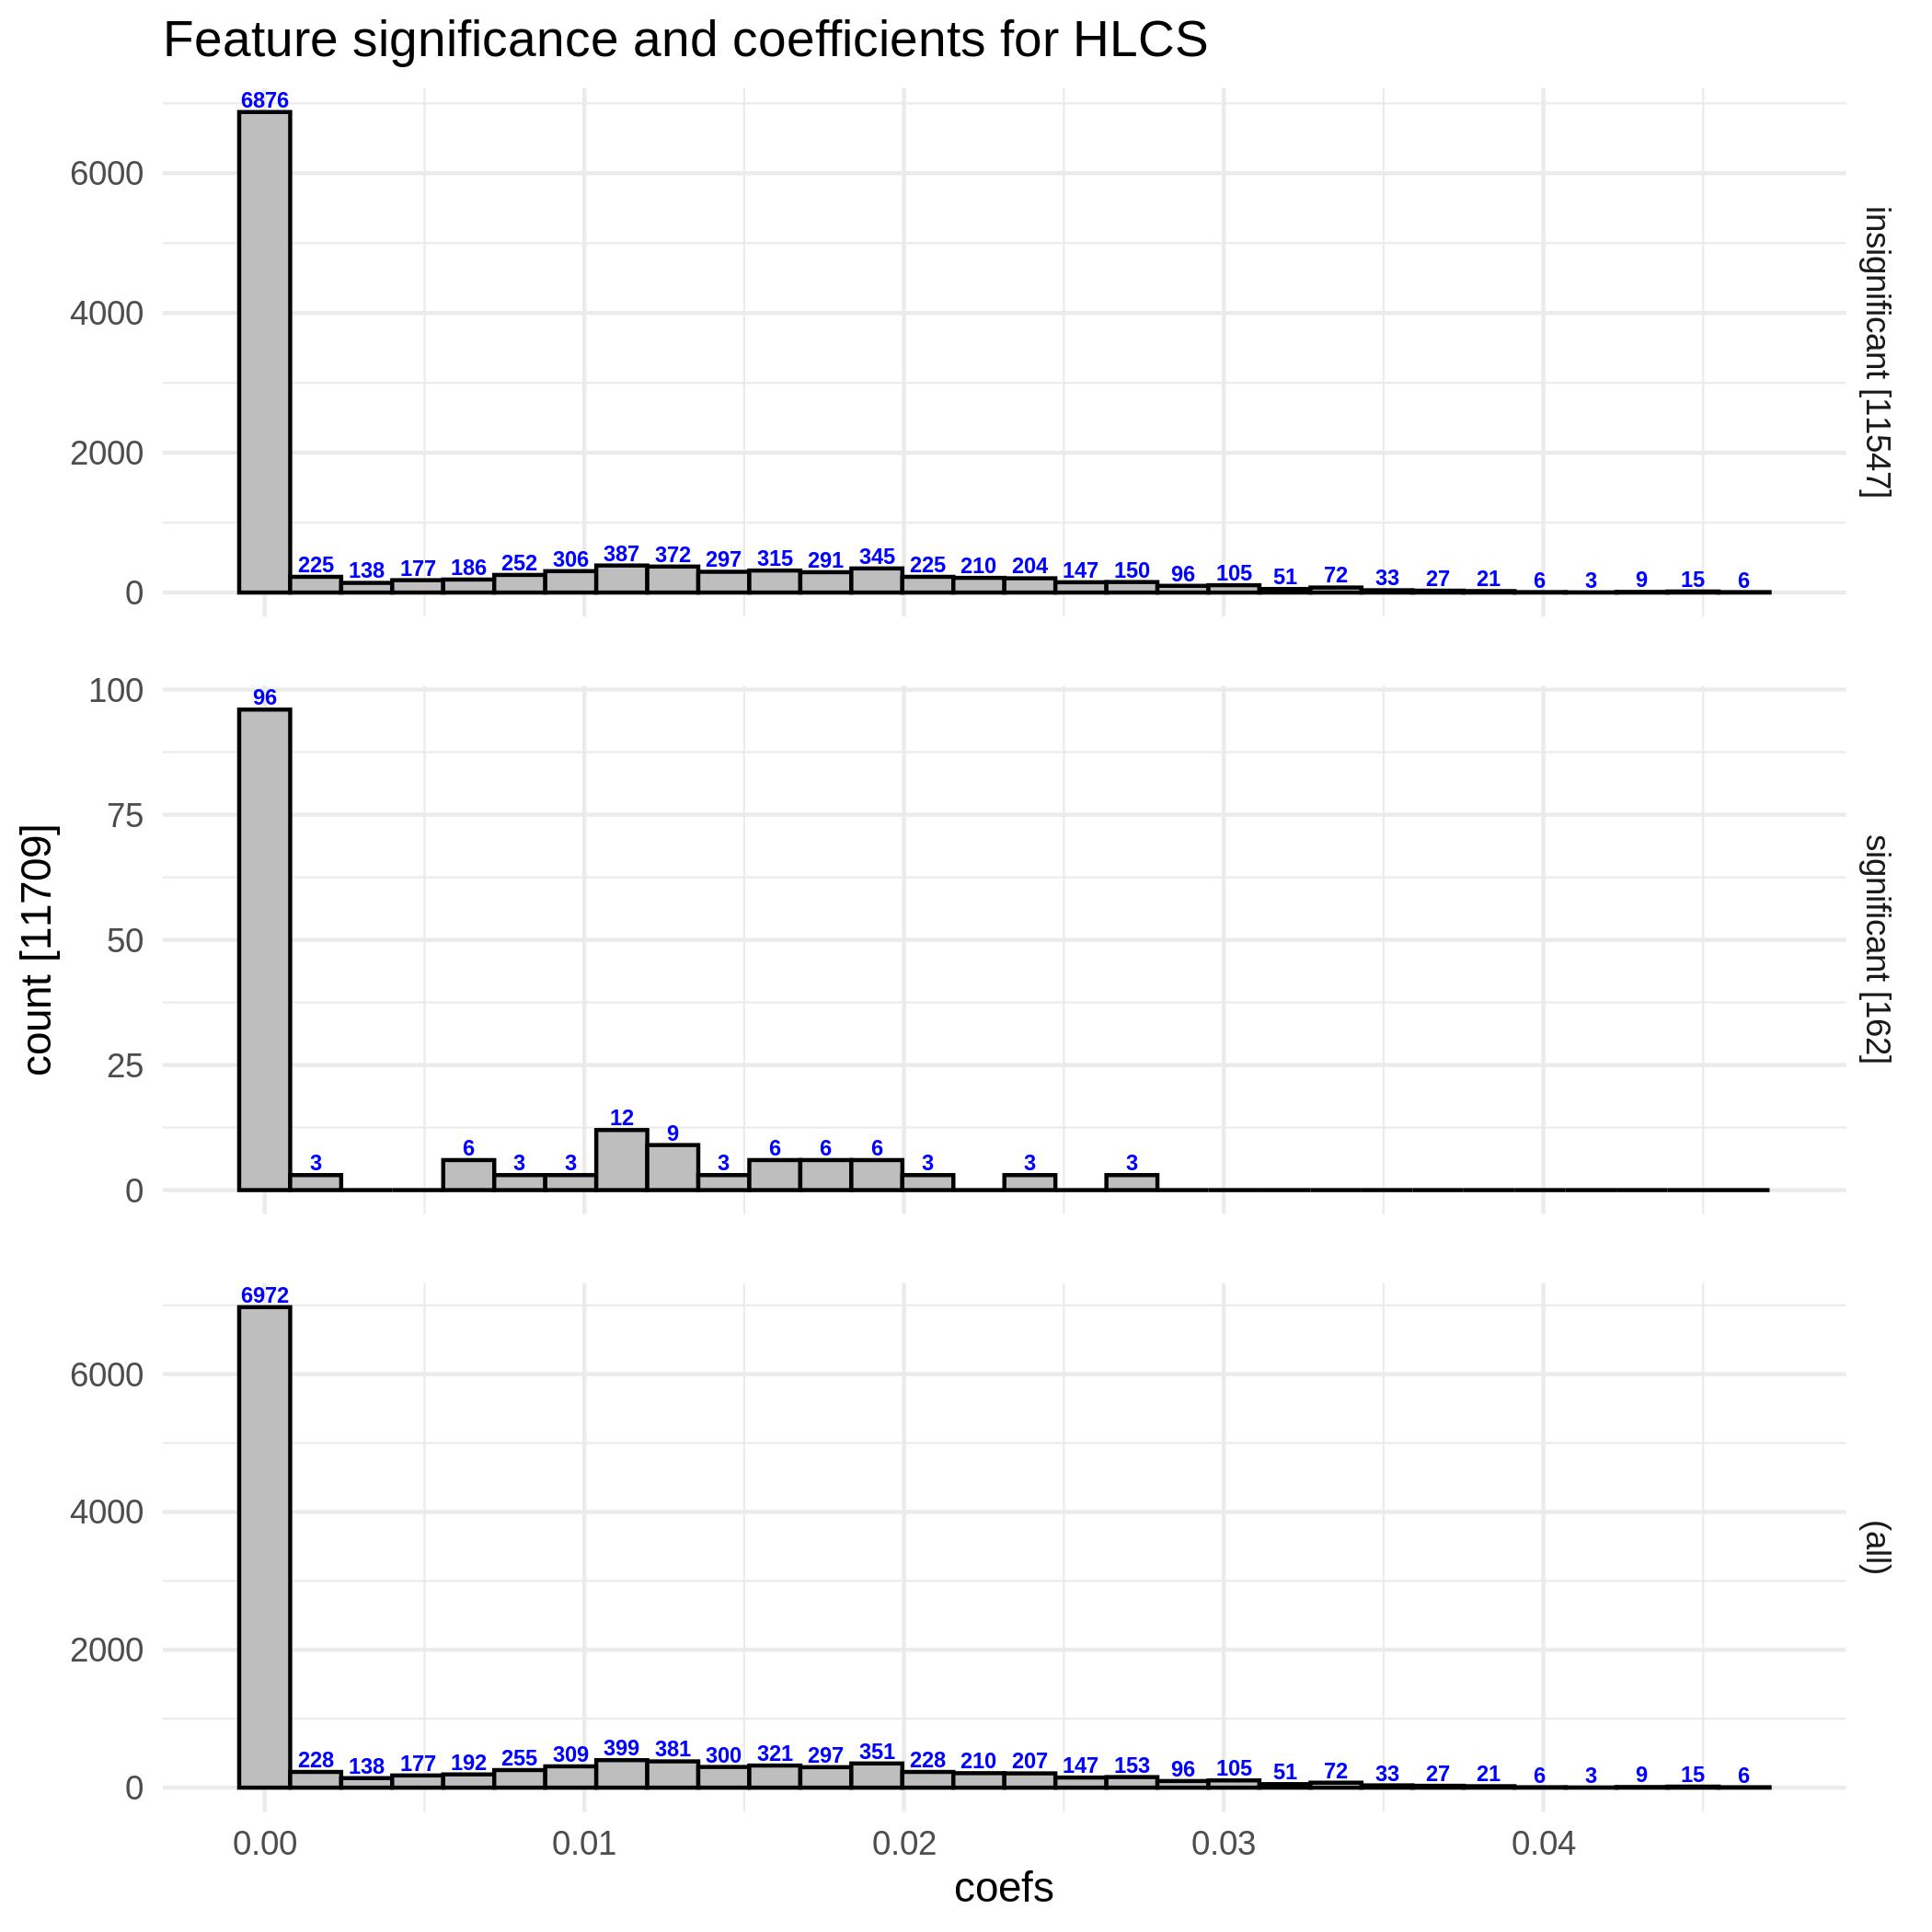 Feature significance and coefficients for HLCS
count [11709]
6876
6000
4000
2000
0
225 138 177 186 252 306 387 372 297 315 291 345 225 210 204 147 150 96 105 51 72 33 27 21 6 3 9 15 6
insignificant [11547]
100
96
75
50
25
0
3 6 3 3 12 9 3 6 6 6 3 3 3
significant [162]
6972
6000
4000
2000
0
228 138 177 192 255 309 399 381 300 321 297 351 228 210 207 147 153 96 105 51 72 33 27 21 6 3 9 15 6
(all)
0.00 0.01 0.02 0.03 0.04
coefs